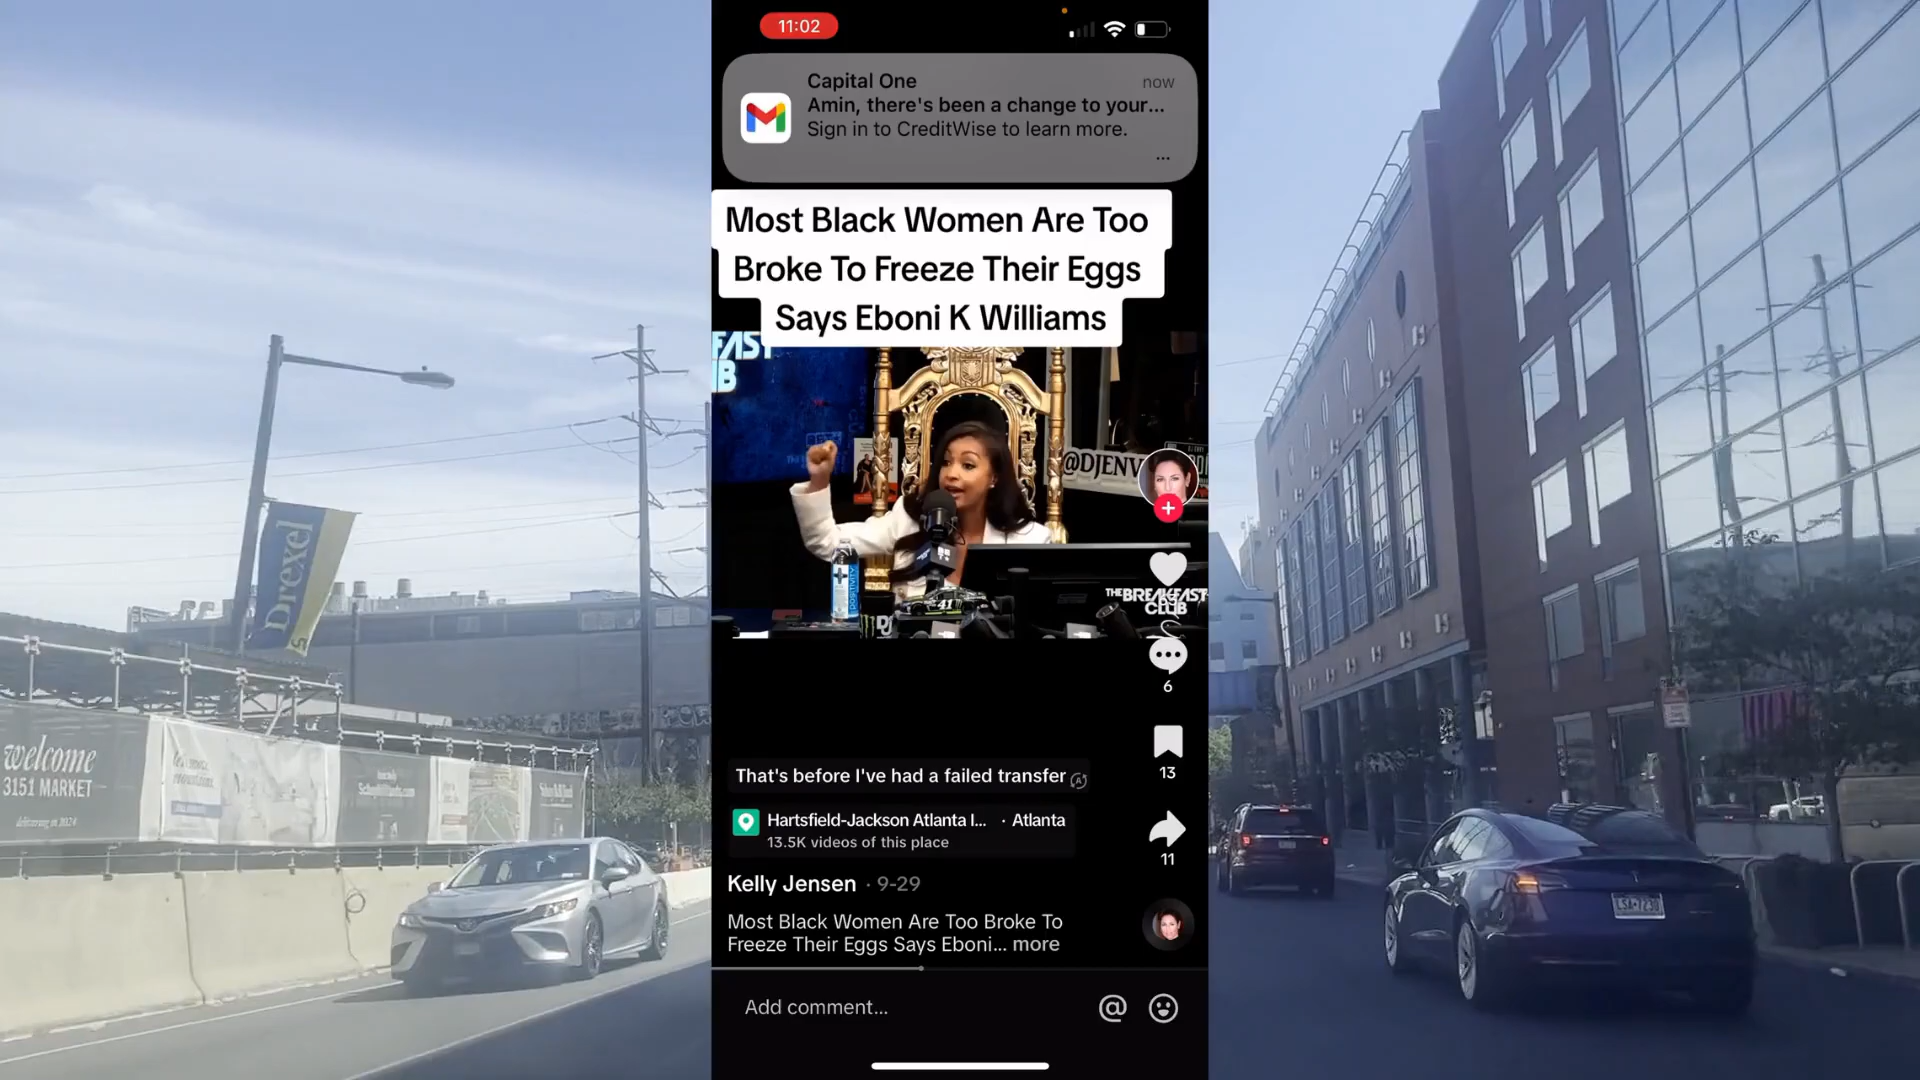 11:02
Capital One
now
Amin, there's been a change to your...
Sign in to CreditWise to learn more.
...
Most Black Women Are Too
Broke To Freeze Their Eggs
Says Eboni K Williams
@DJENV
41
THE BREAKFAST
CLUB
6
13
That's before I've had a failed transfer
Hartsfield-Jackson Atlanta I... · Atlanta
13.5K videos of this place
11
Kelly Jensen · 9-29
Most Black Women Are Too Broke To
Freeze Their Eggs Says Eboni... more
Add comment...
@
Drexel
welcome
3151 MARKET
LSA-7230